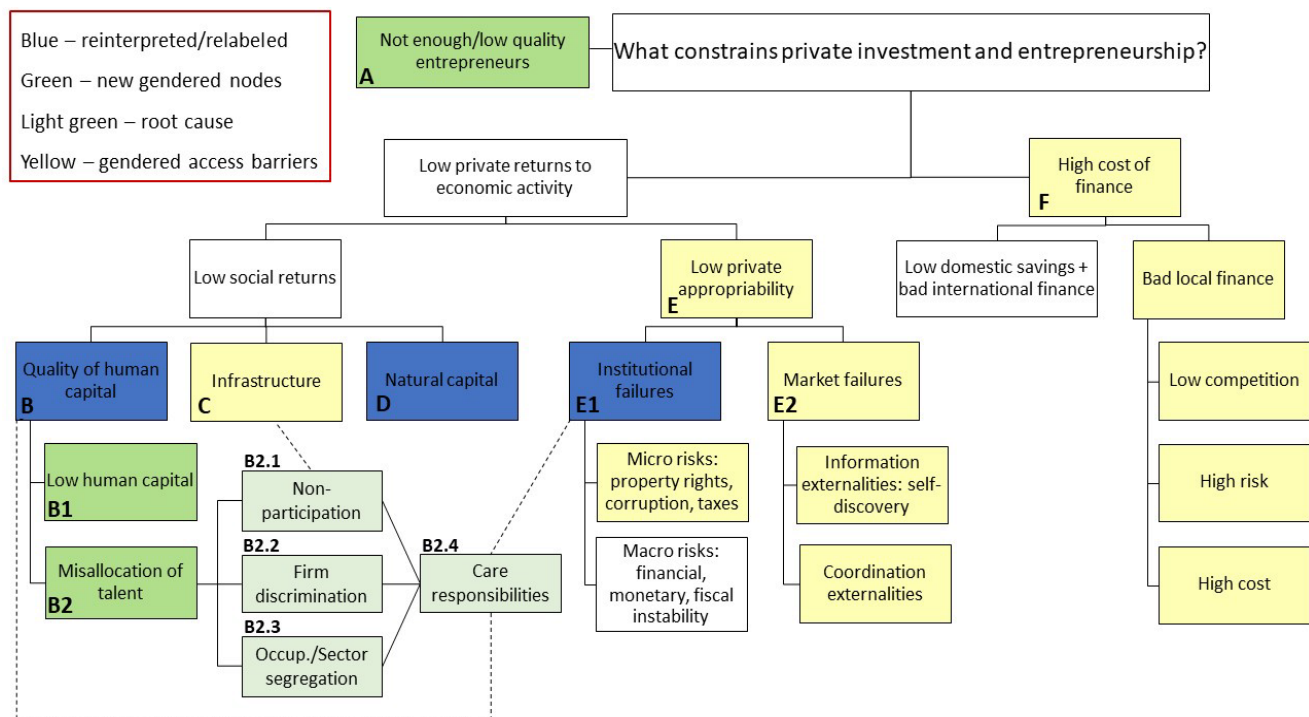 Blue – reinterpreted/relabeled
Green – new gendered nodes
Light green – root cause
Yellow – gendered access barriers
Not enough/low quality
entrepreneurs
A
What constrains private investment and entrepreneurship?
Low private returns to
economic activity
High cost of
finance
F
Low social returns
Low private
appropriability
E
Low domestic savings +
bad international finance
Bad local finance
Quality of human
capital
B
Infrastructure
C
Natural capital
D
Institutional
failures
E1
Market failures
E2
Low competition
Low human capital
B1
B2.1
Non-
participation
Micro risks:
property rights,
corruption, taxes
Information
externalities: self-
discovery
High risk
Misallocation of
talent
B2
B2.2
Firm
discrimination
B2.4
Care
responsibilities
Macro risks:
financial,
monetary, fiscal
instability
Coordination
externalities
High cost
B2.3
Occup./Sector
segregation